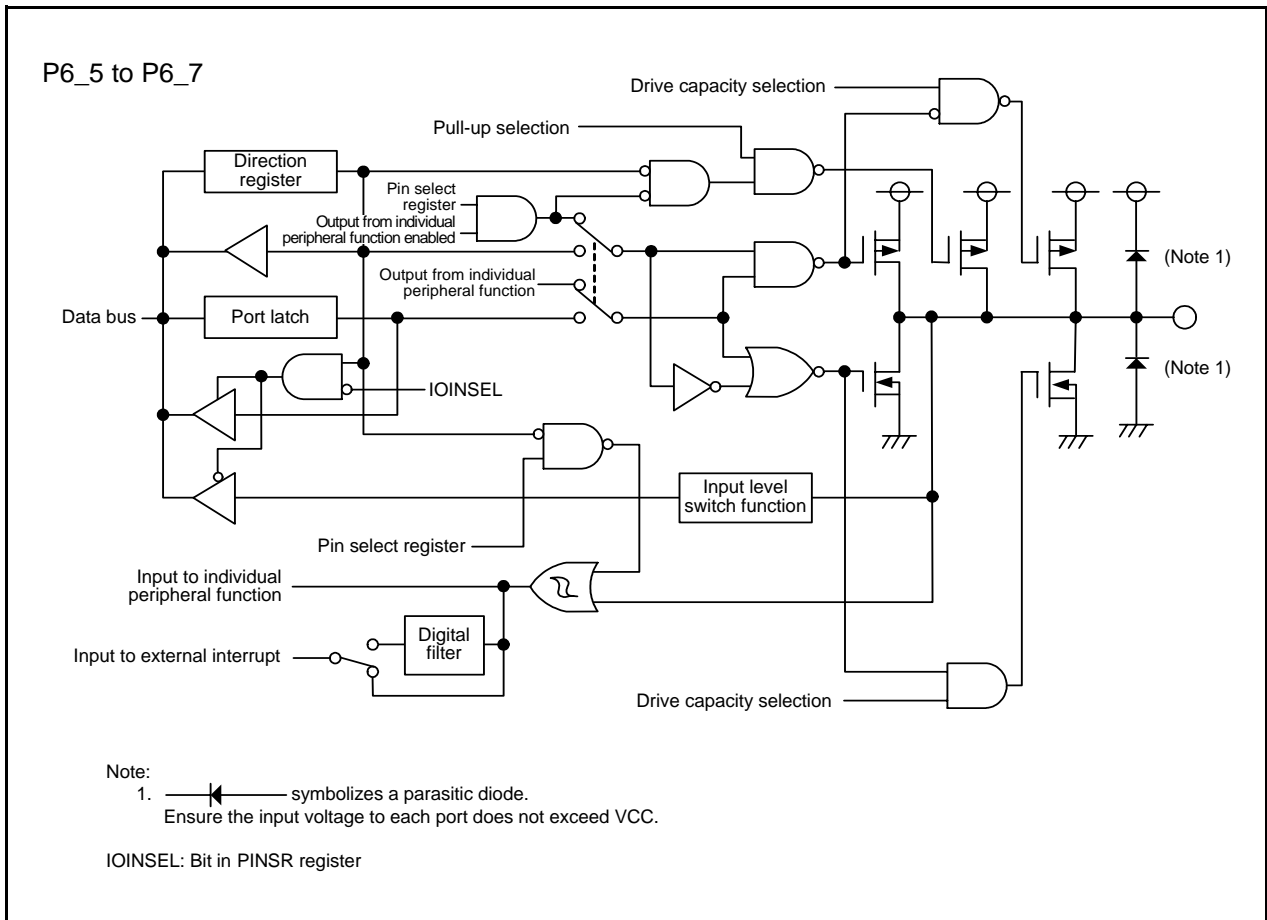 P6_5 to P6_7
Drive capacity selection
Pull-up selection
Direction
register
Pin select
register
Output from individual
peripheral function enabled
(Note 1)
Output from individual
peripheral function
Data bus
Port latch
(Note 1)
IOINSEL
Input level
switch function
Pin select register
Input to individual
peripheral function
Digital
filter
Input to external interrupt
Drive capacity selection
Note:
1. symbolizes a parasitic diode.
Ensure the input voltage to each port does not exceed VCC.
IOINSEL: Bit in PINSR register